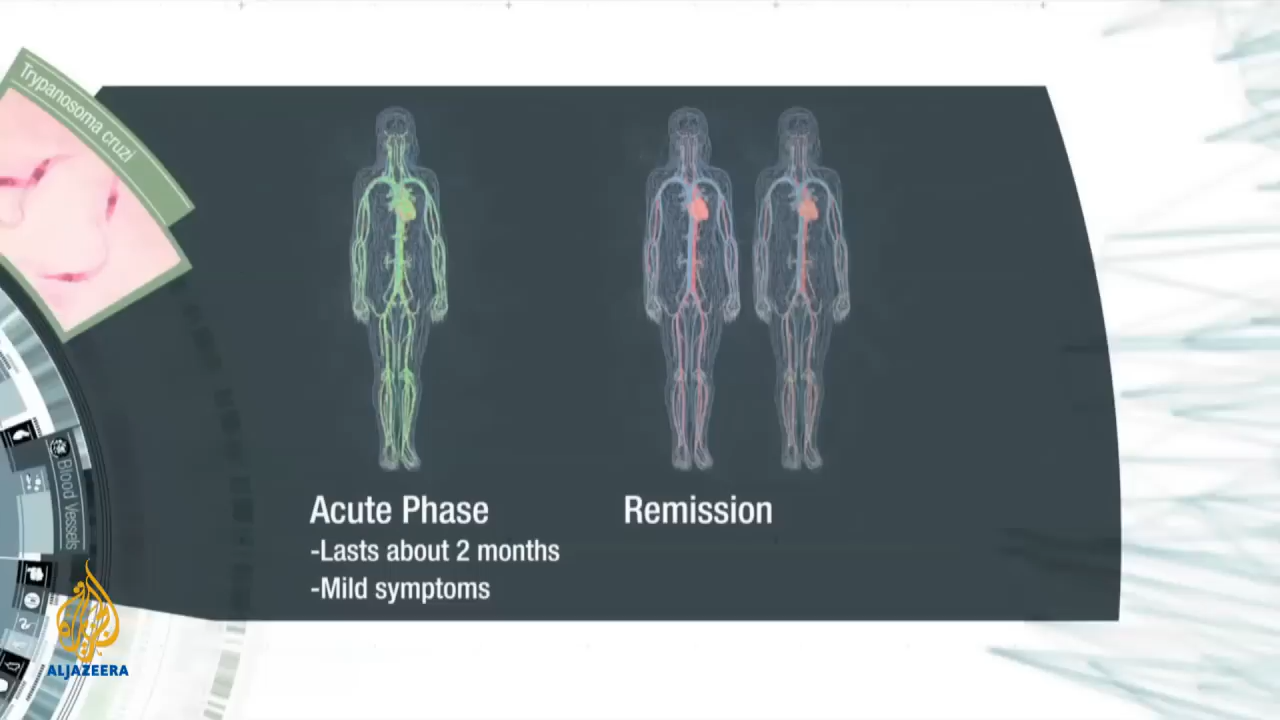 Trypanosoma cruzi
Acute Phase
-Lasts about 2 months
-Mild symptoms
Remission
Blood Vessels
ALJAZEERA